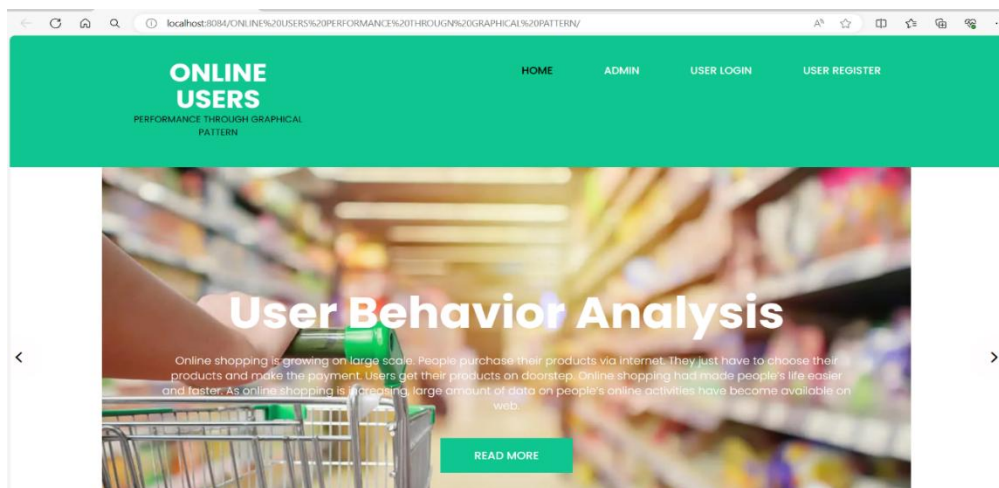 localhost:8084/ONLINE%20USERS%20PERFORMANCE%20THROUGN%20GRAPHICAL%20PATTERN/
ONLINE
USERS
PERFORMANCE THROUGH GRAPHICAL
PATTERN
HOME ADMIN USER LOGIN USER REGISTER
User Behavior Analysis
Online shopping is growing on large scale. People purchase their products via internet. They just have to choose their
products and make the payment. Users get their products on doorstep. Online shopping had made people's life easier
and faster. As online shopping is increasing, large amount of data on people's online activities have become available on
web.
READ MORE